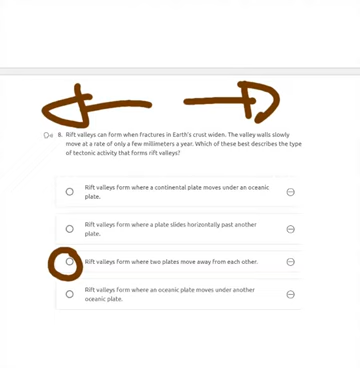 8. Rift valleys can form when fractures in Earth's crust widen. The valley walls slowly
move at a rate of only a few millimeters a year. Which of these best describes the type
of tectonic activity that forms rift valleys?
Rift valleys form where a continental plate moves under an oceanic
plate.
Rift valleys form where a plate slides horizontally past another
plate.
Rift valleys form where two plates move away from each other.
Rift valleys form where an oceanic plate moves under another
oceanic plate.